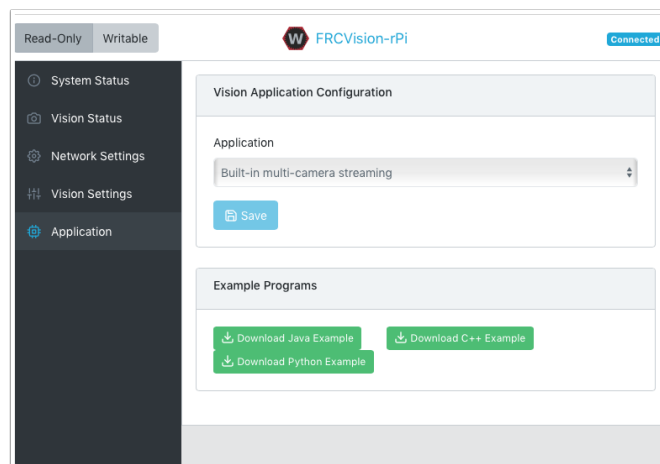 Read-Only Writable
W FRCVision-rPi
Connected
System Status
Vision Status
Network Settings
Vision Settings
Application
Vision Application Configuration
Application
Built-in multi-camera streaming
Save
Example Programs
Download Java Example
Download C++ Example
Download Python Example